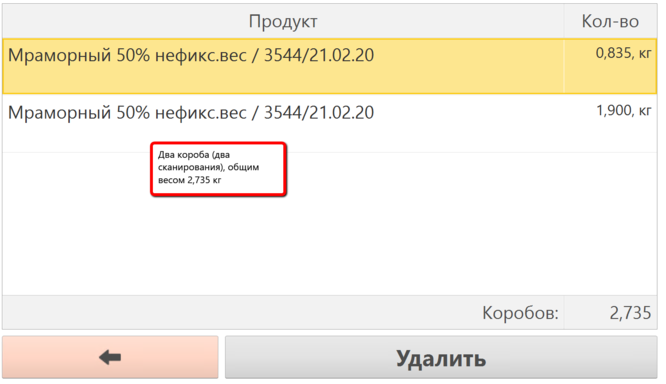 Продукт Кол-во
Мраморный 50% нефикс.вес / 3544/21.02.20 0,835, кг
Мраморный 50% нефикс.вес / 3544/21.02.20 1,900, кг
Два короба (два
сканирования), общим
весом 2,735 кг
Коробов: 2,735
Удалить